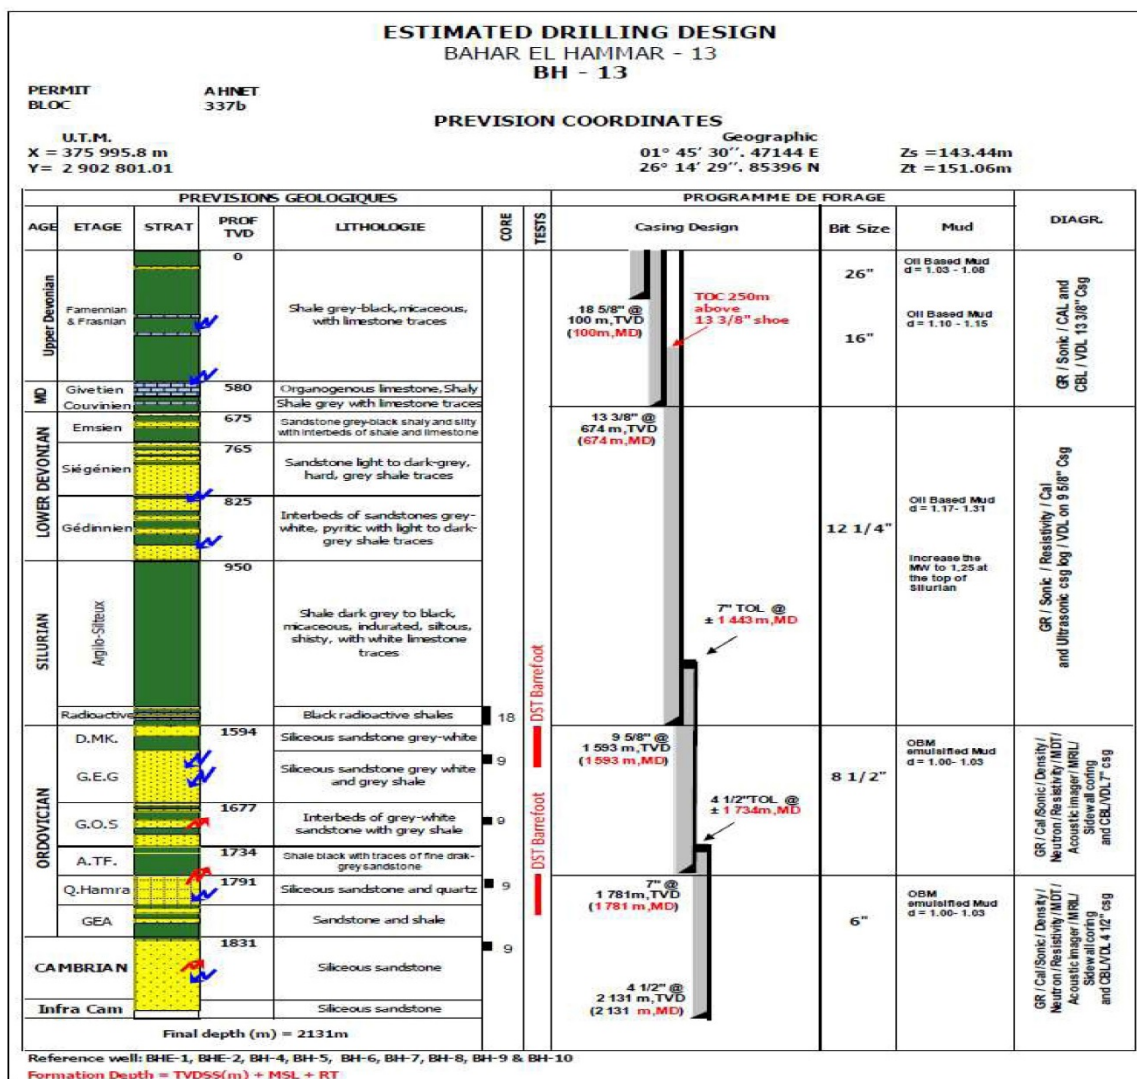 ESTIMATED DRILLING DESIGN
BAHAR EL HAMMAR - 13
BH - 13
PERMIT AHNET
BLOC 337b
PREVISION COORDINATES
U.T.M. Geographic
X = 375 995.8 m 01° 45' 30''. 47144 E Zs =143.44m
Y= 2 902 801.01 26° 14' 29''. 85396 N Zt =151.06m
PREVISIONS GEOLOGIQUES CORE TESTS PROGRAMME DE FORAGE DIAGR.
AGE ETAGE STRAT PROF TVD LITHOLOGIE Casing Design Bit Size Mud
0
Upper Devonian
Famennian
& Frasnian
Shale grey-black, micaceous,
with limestone traces
MD
Givetien 580 Organogenous limestone, Shaly
Couvinien Shale grey with limestone traces
LOWER DEVONIAN
675
Emsien Sandstone grey-black shaly and silty
with interbeds of shale and limestone
765
Siégénien Sandstone light to dark-grey,
hard, grey shale traces
825
Gédinnien Interbeds of sandstones grey-
white, pyritic with light to dark-
grey shale traces
950
SILURIAN
Argilo-Silteux
Shale dark grey to black,
micaceous, indurated, siltous,
shisty, with white limestone
traces
Radioactive Black radioactive shales 18
ORDOVICIAN
1594
D.MK. Siliceous sandstone grey-white
G.E.G Siliceous sandstone grey white
and grey shale
9
1677
G.O.S Interbeds of grey-white
sandstone with grey shale
9
1734
A.TF. Shale black with traces of fine drak-
grey sandstone
1791
Q.Hamra Siliceous sandstone and quartz 9
GEA Sandstone and shale
1831
CAMBRIAN Siliceous sandstone 9
Infra Cam Siliceous sandstone
Final depth (m) = 2131m
DST Barrefoot
DST Barrefoot
18 5/8" @
100 m,TVD
(100m,MD)
TOC 250m
above
13 3/8" shoe
13 3/8" @
674 m,TVD
(674 m,MD)
7" TOL @
± 1 443 m,MD
9 5/8" @
1 593 m,TVD
(1 593 m,MD)
4 1/2"TOL @
± 1 734m,MD
7" @
1 781m,TVD
(1 781 m,MD)
4 1/2" @
2 131 m,TVD
(2 131 m,MD)
26"
16"
12 1/4"
8 1/2"
6"
Oil Based Mud
d = 1.03 - 1.08
Oil Based Mud
d = 1.10 - 1.15
Oil Based Mud
d = 1.17- 1.31
Increase the
MW to 1,25 at
the top of
Silurian
OBM
emulsified Mud
d = 1.00- 1.03
OBM
emulsified Mud
d = 1.00- 1.03
GR / Sonic / CAL and
CBL / VDL 13 3/8" Csg
GR / Sonic / Resistivity / Cal
and Ultrasonic csg log / VDL on 9 5/8" Csg
GR / Cal/Sonic/ Density/
Neutron/Resistivity/MDT/
Acoustic imager/MRIL/
Sidewall coring
and CBL/VDL 7" csg
GR / Cal/Sonic/ Density/
Neutron/Resistivity/MDT/
Acoustic imager/MRIL/
Sidewall coring
and CBL/VDL 4 1/2" csg
Reference well: BHE-1, BHE-2, BH-4, BH-5, BH-6, BH-7, BH-8, BH-9 & BH-10
Formation Depth = TVDSS(m) + MSL + RT